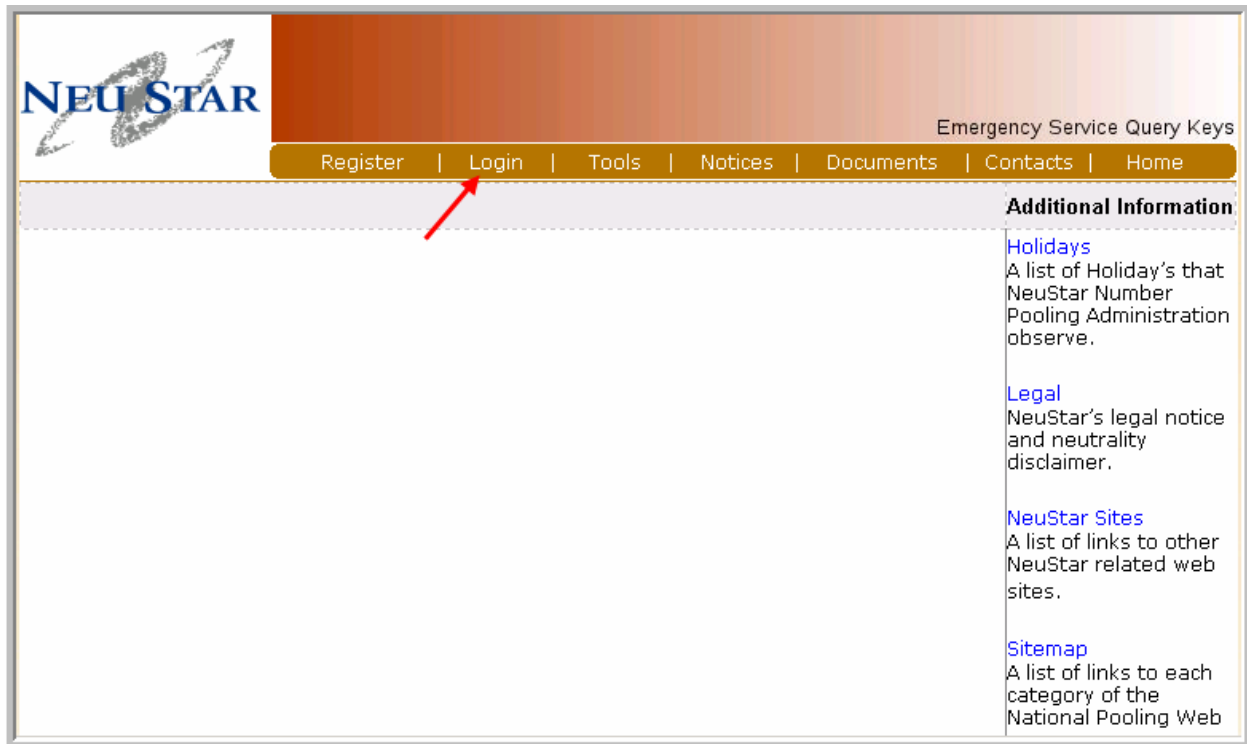 NEUSTAR
Emergency Service Query Keys
Register | Login | Tools | Notices | Documents | Contacts | Home
Additional Information
Holidays
A list of Holiday's that
NeuStar Number
Pooling Administration
observe.
Legal
NeuStar's legal notice
and neutrality
disclaimer.
NeuStar Sites
A list of links to other
NeuStar related web
sites.
Sitemap
A list of links to each
category of the
National Pooling Web